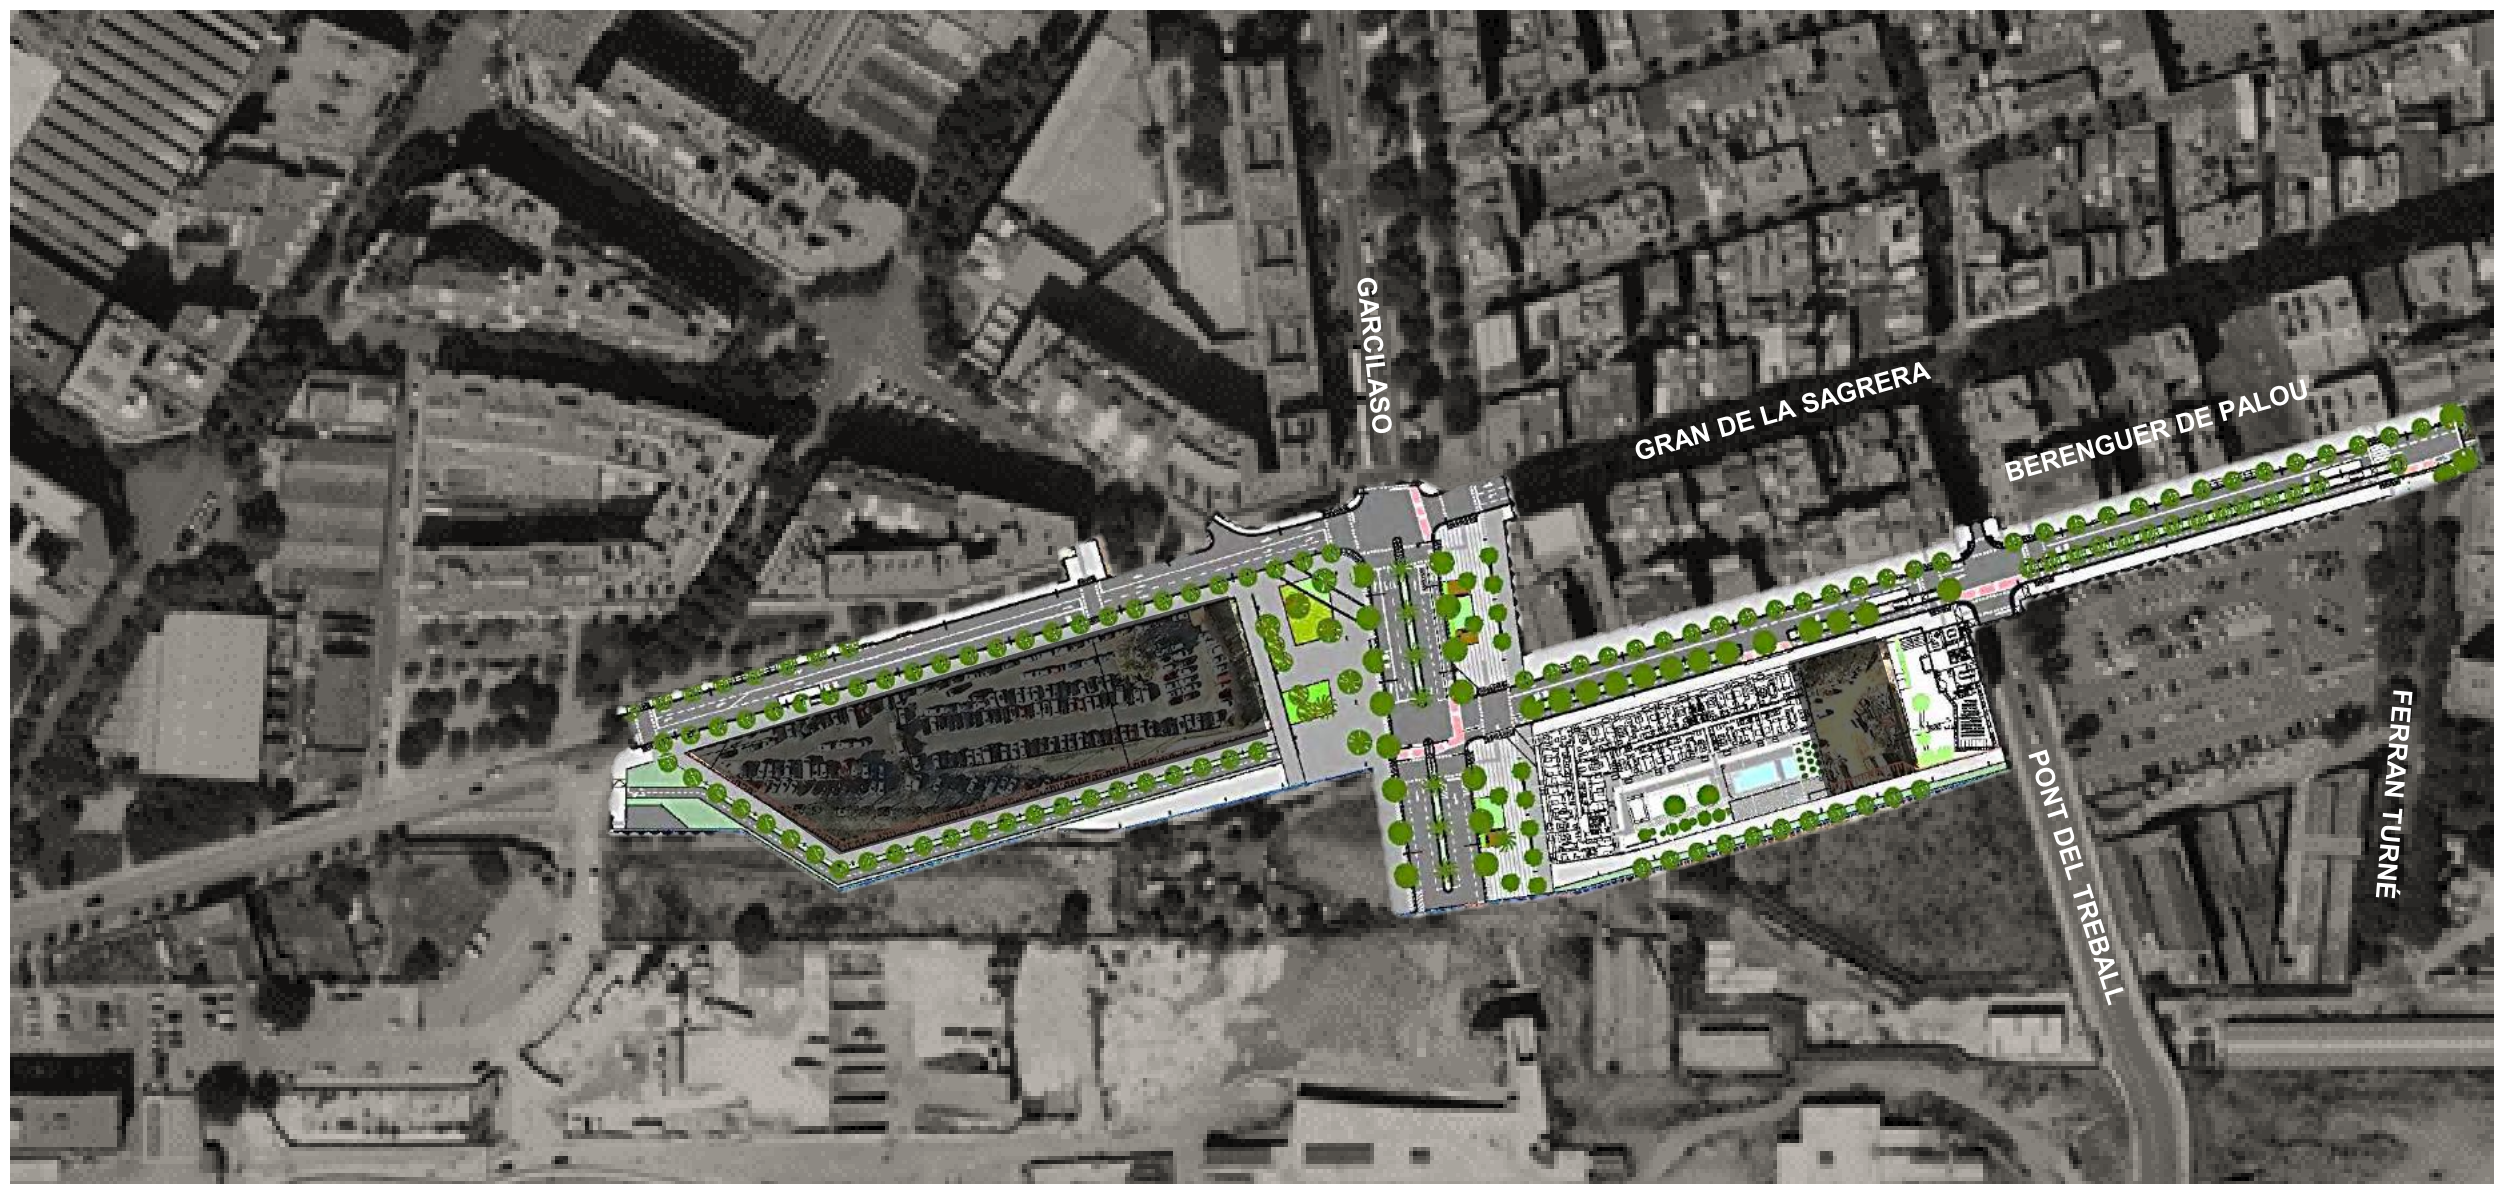 GARCILASO
GRAN DE LA SAGRERA
BERENGUER DE PALOU
FERRAN TURNÉ
PONT DEL TREBALL